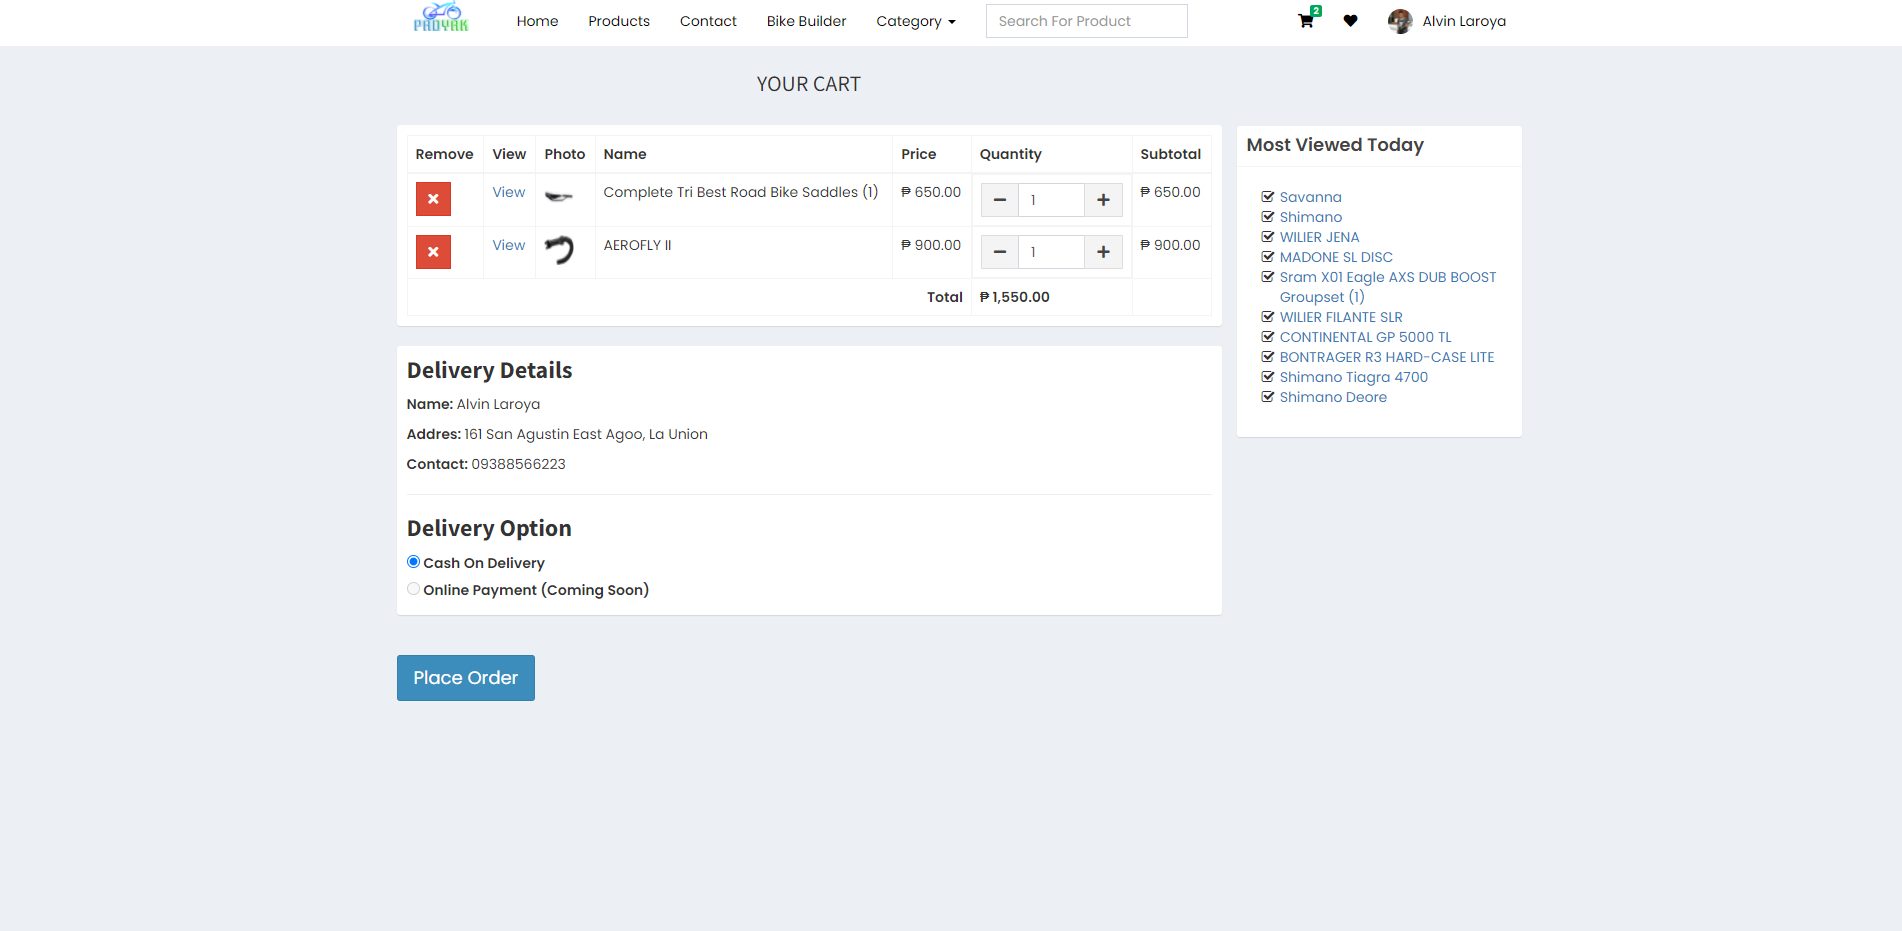 PADYAK
Home Products Contact Bike Builder Category Search For Product 2 Alvin Laroya
YOUR CART
Remove View Photo Name Price Quantity Subtotal
View Complete Tri Best Road Bike Saddles (1) ₱ 650.00 1 ₱ 650.00
View AEROFLY II ₱ 900.00 1 ₱ 900.00
Total ₱ 1,550.00
Delivery Details
Name: Alvin Laroya
Addres: 161 San Agustin East Agoo, La Union
Contact: 09388566223
Delivery Option
Cash On Delivery
Online Payment (Coming Soon)
Place Order
Most Viewed Today
Savanna
Shimano
WILIER JENA
MADONE SL DISC
Sram X01 Eagle AXS DUB BOOST
Groupset (1)
WILIER FILANTE SLR
CONTINENTAL GP 5000 TL
BONTRAGER R3 HARD-CASE LITE
Shimano Tiagra 4700
Shimano Deore